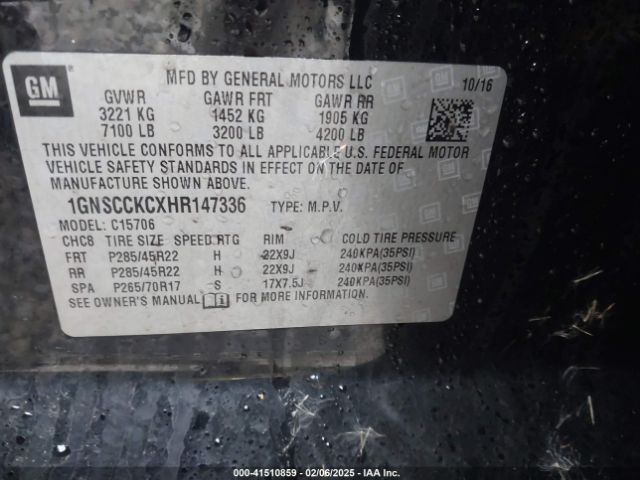 GM
MFD BY GENERAL MOTORS LLC 10/16
GVWR GAWR FRT GAWR RR
3221 KG 1452 KG 1905 KG
7100 LB 3200 LB 4200 LB
THIS VEHICLE CONFORMS TO ALL APPLICABLE U.S. FEDERAL MOTOR
VEHICLE SAFETY STANDARDS IN EFFECT ON THE DATE OF
MANUFACTURE SHOWN ABOVE.
1GNSCCKCXHR147336 TYPE: M.P.V.
MODEL: C15706
CHC8 TIRE SIZE SPEED RTG RIM COLD TIRE PRESSURE
FRT P285/45R22 H 22X9J 240KPA(35PSI)
RR P285/45R22 H 22X9J 240KPA(35PSI)
SPA P265/70R17 S 17X7.5J 240KPA(35PSI)
SEE OWNER'S MANUAL FOR MORE INFORMATION.
000-41510859 - 02/06/2025 - IAA Inc.